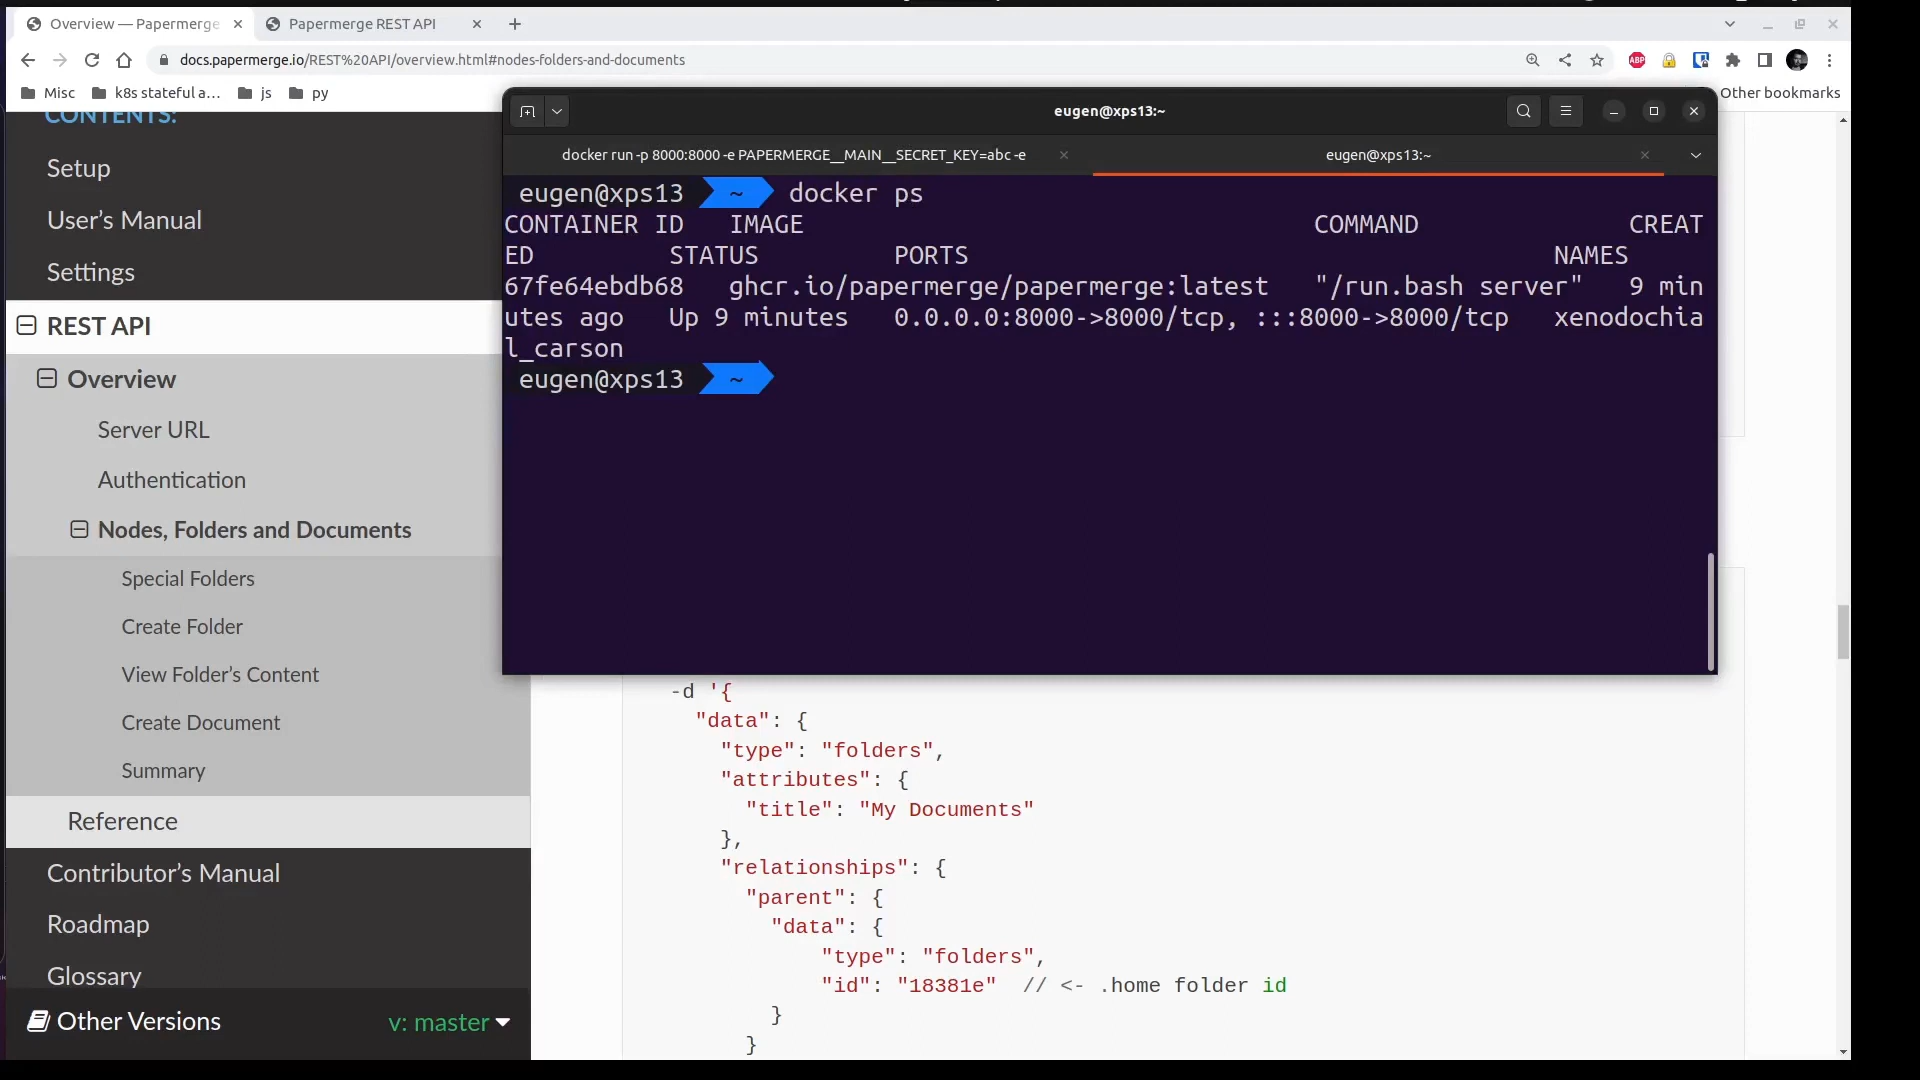 Overview — Papermerge
Papermerge REST API
docs.papermerge.io/REST%20API/overview.html#nodes-folders-and-documents
ABP
Misc
k8s stateful a...
js
py
Other bookmarks
CONTENTS:
Setup
User's Manual
Settings
REST API
Overview
Server URL
Authentication
Nodes, Folders and Documents
Special Folders
Create Folder
View Folder's Content
Create Document
Summary
Reference
Contributor's Manual
Roadmap
Glossary
Other Versions
v: master
eugen@xps13:~
docker run -p 8000:8000 -e PAPERMERGE__MAIN__SECRET_KEY=abc -e
eugen@xps13:~
eugen@xps13 ~ docker ps
CONTAINER ID IMAGE COMMAND CREAT
ED STATUS PORTS NAMES
67fe64ebdb68 ghcr.io/papermerge/papermerge:latest "/run.bash server" 9 min
utes ago Up 9 minutes 0.0.0.0:8000->8000/tcp, :::8000->8000/tcp xenodochia
l_carson
eugen@xps13 ~
-d '{
"data": {
"type": "folders",
"attributes": {
"title": "My Documents"
},
"relationships": {
"parent": {
"data": {
"type": "folders",
"id": "18381e" // <- .home folder id
}
}